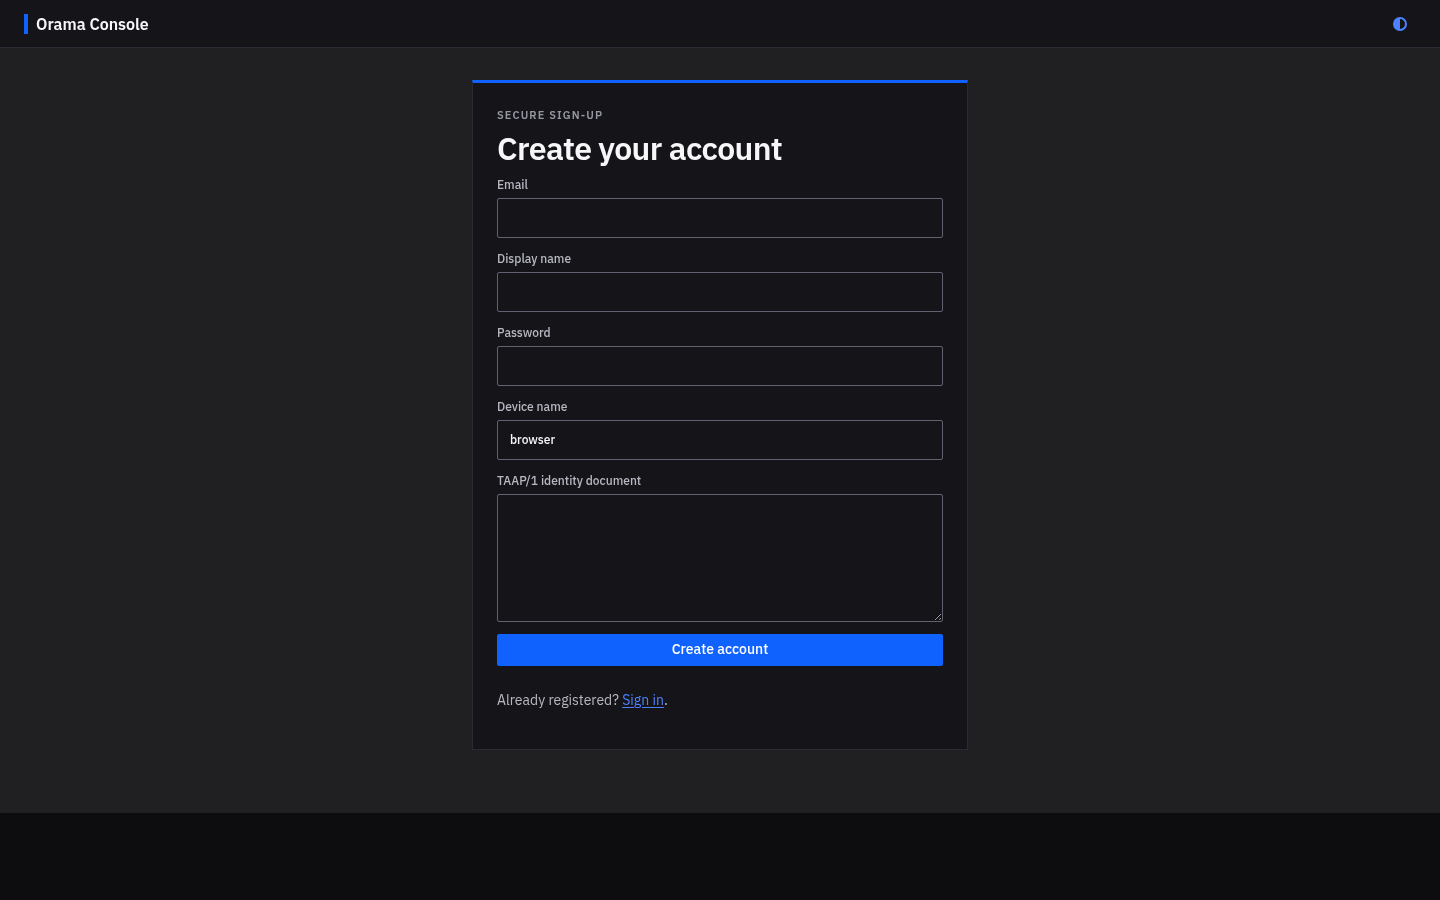 Orama Console
SECURE SIGN-UP
Create your account
Email
Display name
Password
Device name
browser
TAAP/1 identity document
Create account
Already registered? Sign in.